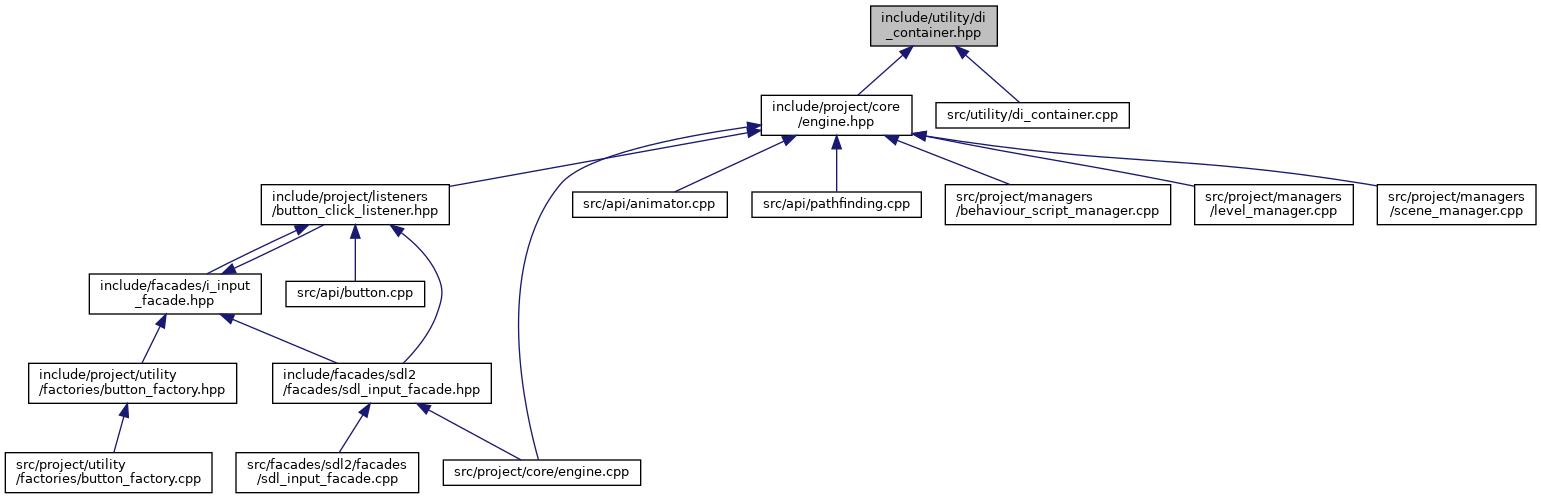 include/utility/di
_container.hpp
include/project/core
/engine.hpp
src/utility/di_container.cpp
include/project/listeners
/button_click_listener.hpp
src/api/animator.cpp
src/api/pathfinding.cpp
src/project/managers
/behaviour_script_manager.cpp
src/project/managers
/level_manager.cpp
src/project/managers
/scene_manager.cpp
include/facades/i_input
_facade.hpp
src/api/button.cpp
include/project/utility
/factories/button_factory.hpp
include/facades/sdl2
/facades/sdl_input_facade.hpp
src/project/utility
/factories/button_factory.cpp
src/facades/sdl2/facades
/sdl_input_facade.cpp
src/project/core/engine.cpp